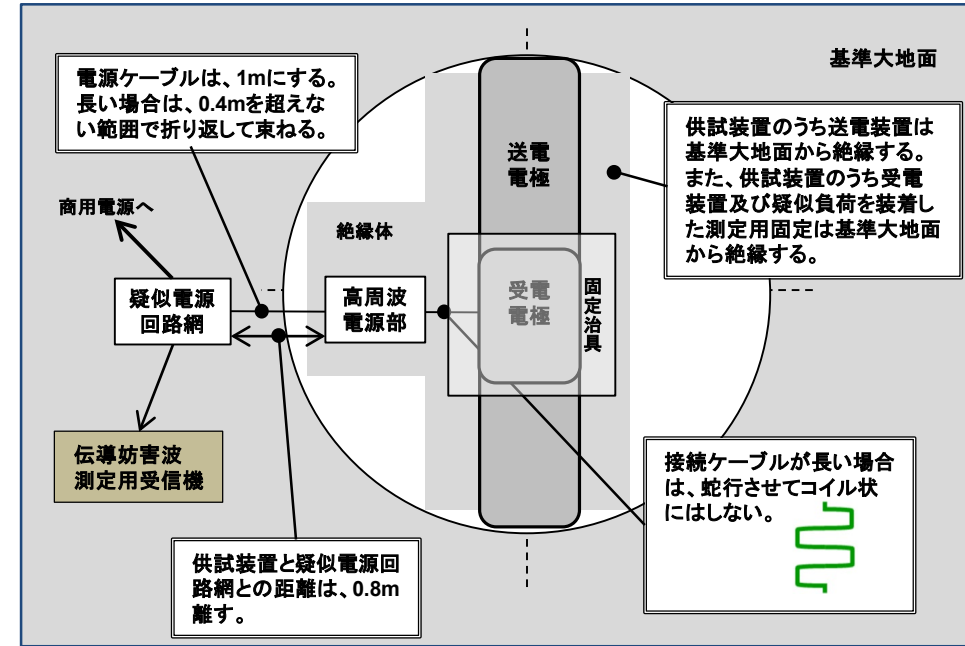 基準大地面
電源ケーブルは、1mにする。
長い場合は、0.4mを超えな
い範囲で折り返して束ねる。
供試装置のうち送電装置は
基準大地面から絶縁する。
また、供試装置のうち受電
装置及び疑似負荷を装着し
た測定用固定は基準大地面
から絶縁する。
送電
電極
商用電源へ
絶縁体
疑似電源
回路網
高周波
電源部
受電
電極
固定治具
伝導妨害波
測定用受信機
接続ケーブルが長い場合
は、蛇行させてコイル状
にはしない。
供試装置と疑似電源回
路網との距離は、0.8m
離す。